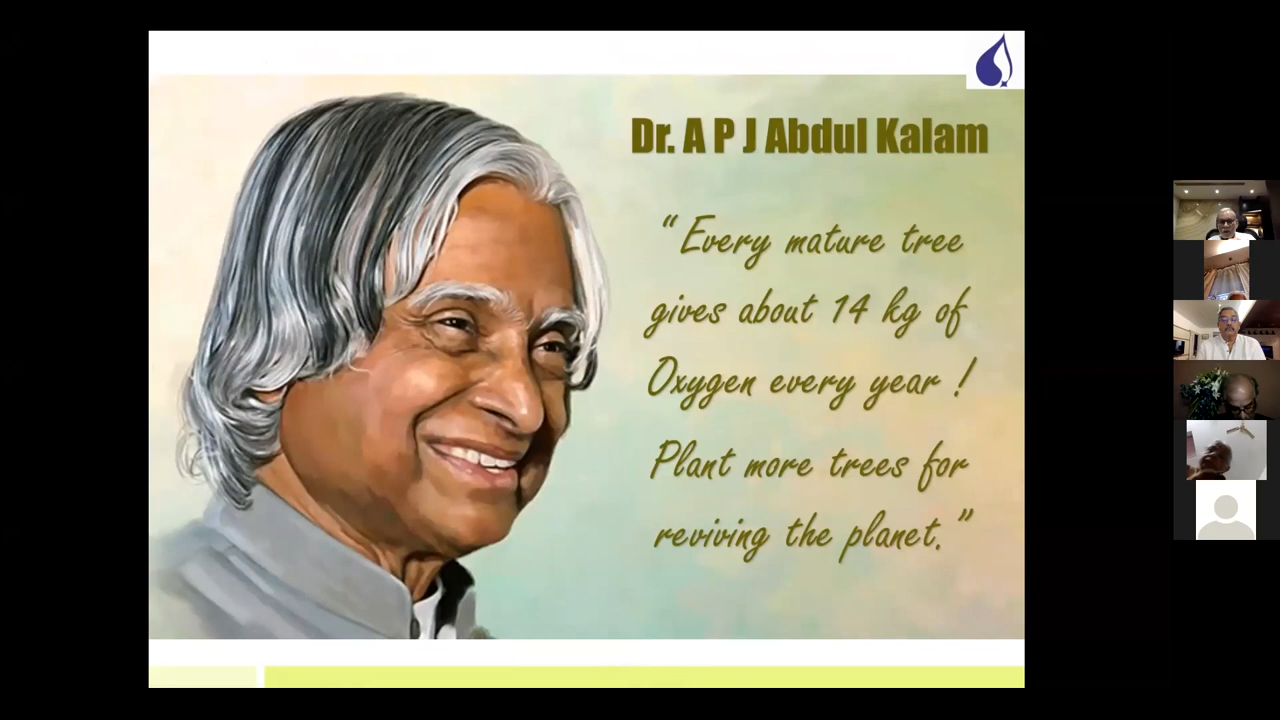 Dr. A P J Abdul Kalam
“ Every mature tree
gives about 14 kg of
Oxygen every year !
Plant more trees for
reviving the planet.”